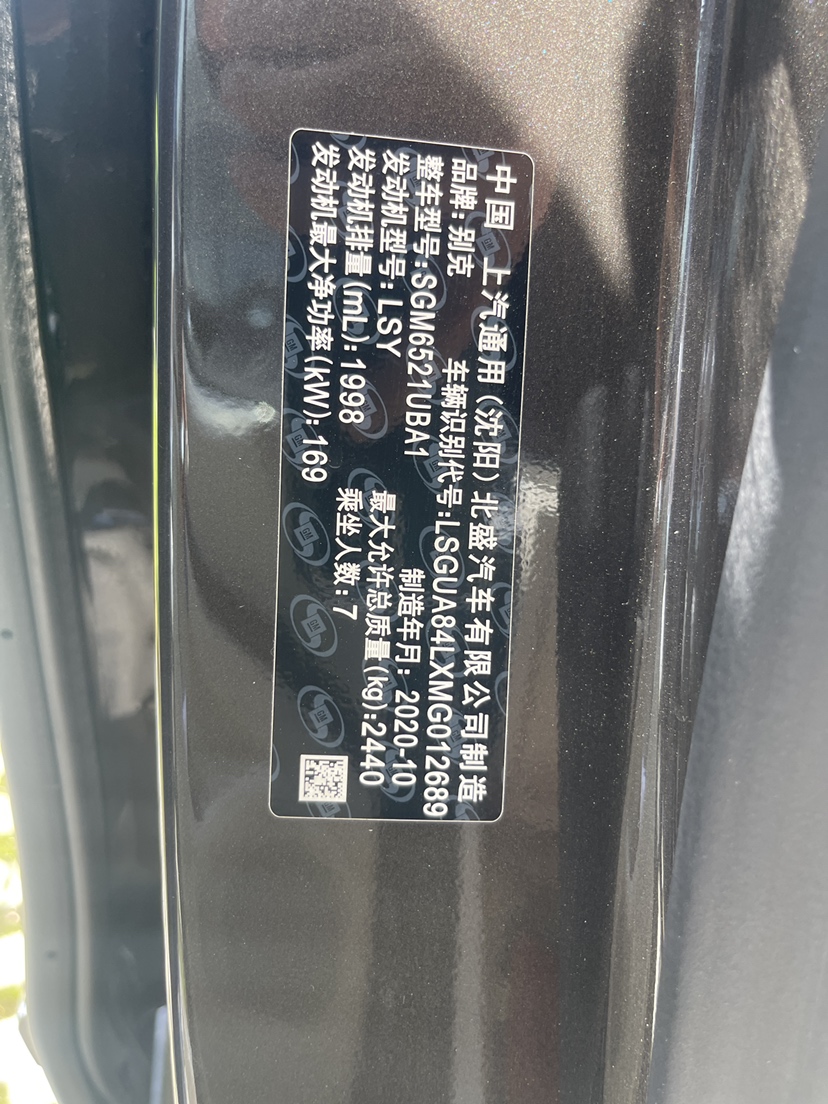 中国 上汽通用（沈阳）北盛汽车有限公司制造
品牌：别克 车辆识别代号：LSGUA84LXMG012689
整车型号：SGM6521UBA1 制造年月：2020-10
发动机型号：LSY 最大允许总质量(kg)：2440
发动机排量(mL)：1998 乘坐人数：7
发动机最大净功率(kW)：169